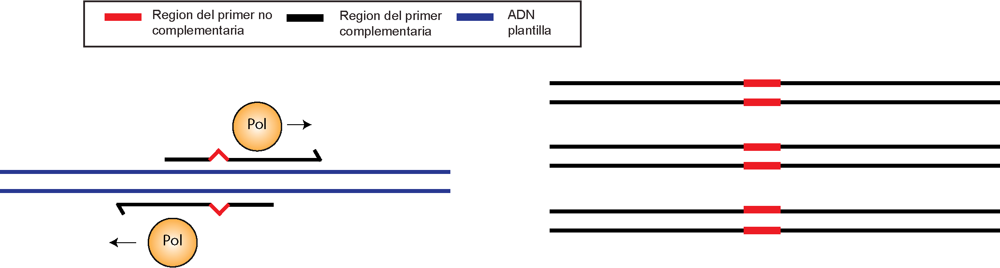 Region del primer no
complementaria
Region del primer
complementaria
ADN
plantilla
Pol
Pol